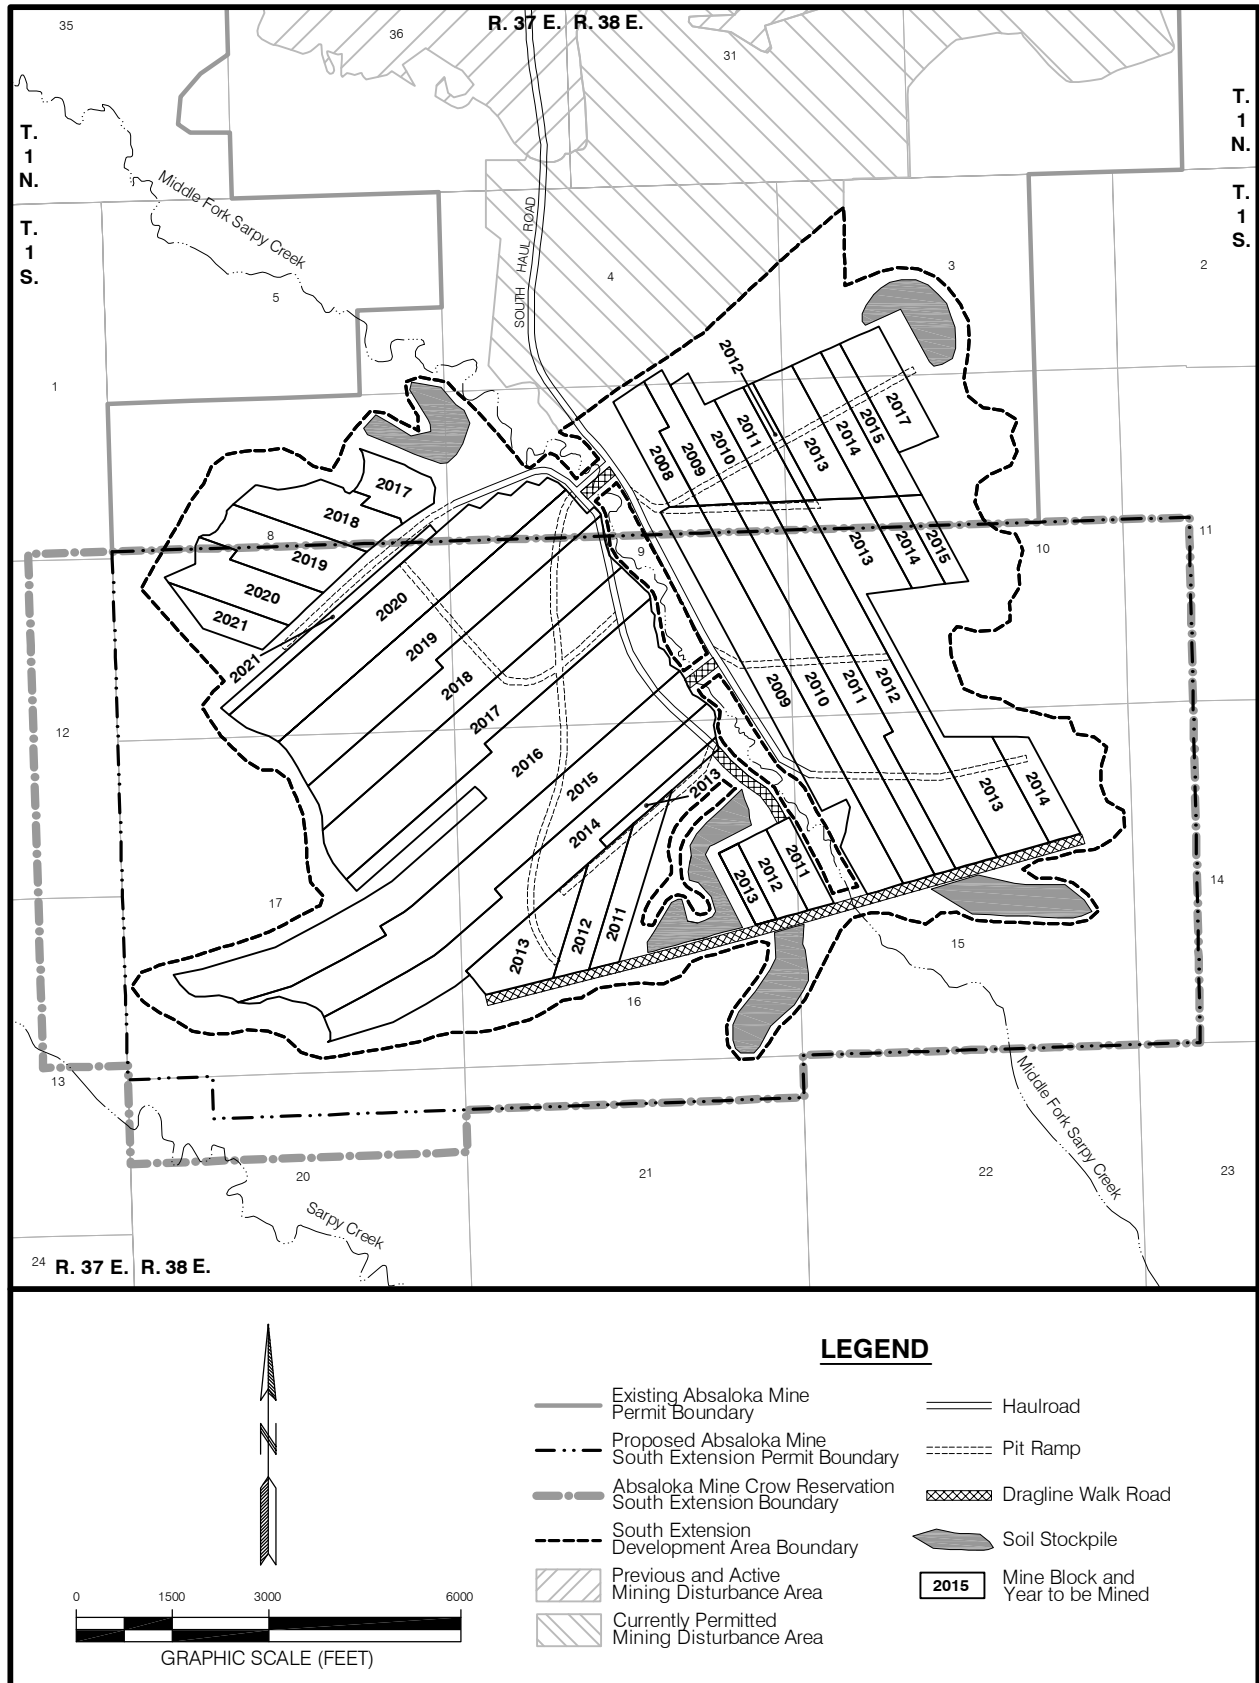 35
36
R. 37 E. R. 38 E.
31
T.
1
N.
T.
1
N.
T.
1
S.
T.
1
S.
Middle Fork Sarpy Creek
SOUTH HAUL ROAD
5
4
3
2
1
2012
2017
2015
2014
2013
2011
2010
2009
2008
2017
2018
8
2019
2020
2021
2021
2020
2019
2018
2017
2016
2015
2014
2013
9
10
11
2013
2014
2015
2009
2010
2011
2012
2013
2014
12
2013
2012
2011
2013
2012
2011
17
16
15
14
13
Middle Fork Sarpy Creek
20
21
22
23
Sarpy Creek
24
R. 37 E. R. 38 E.
N
0 1500 3000 6000
GRAPHIC SCALE (FEET)
LEGEND
Existing Absaloka Mine
Permit Boundary
Proposed Absaloka Mine
South Extension Permit Boundary
Absaloka Mine Crow Reservation
South Extension Boundary
South Extension
Development Area Boundary
Previous and Active
Mining Disturbance Area
Currently Permitted
Mining Disturbance Area
Haulroad
Pit Ramp
Dragline Walk Road
Soil Stockpile
2015
Mine Block and
Year to be Mined